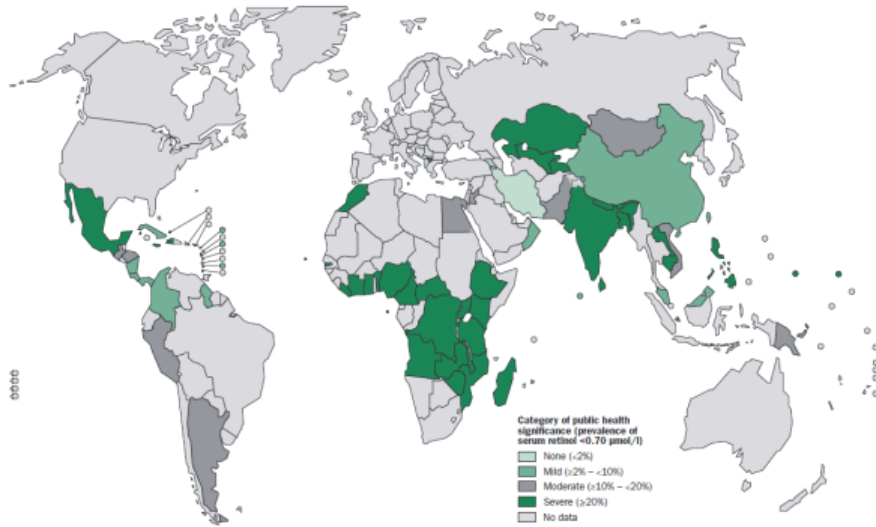 Category of public health
significance (prevalence of
serum retinol <0.70 µmol/l)
None (<2%)
Mild (≥2% – <10%)
Moderate (≥10% – <20%)
Severe (≥20%)
No data